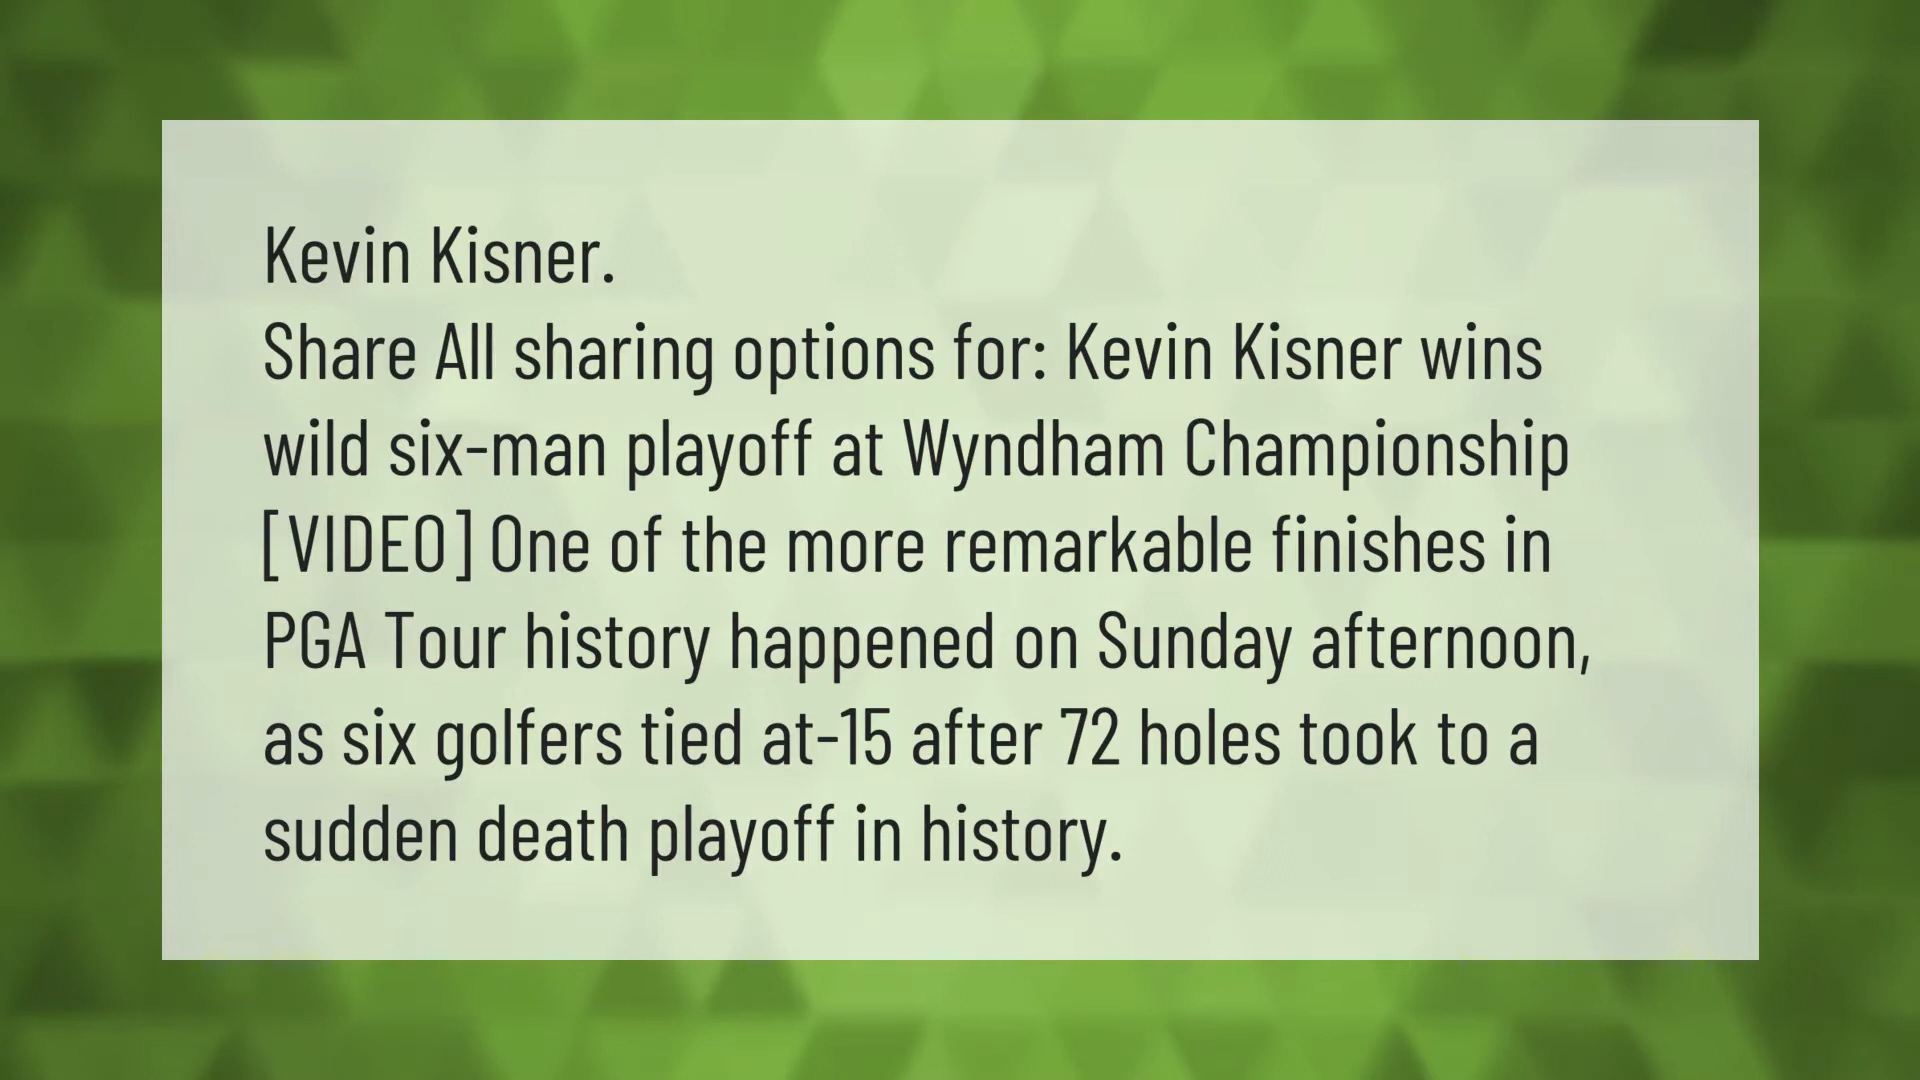 Kevin Kisner.
Share All sharing options for: Kevin Kisner wins
wild six-man playoff at Wyndham Championship
[VIDEO] One of the more remarkable finishes in
PGA Tour history happened on Sunday afternoon,
as six golfers tied at-15 after 72 holes took to a
sudden death playoff in history.